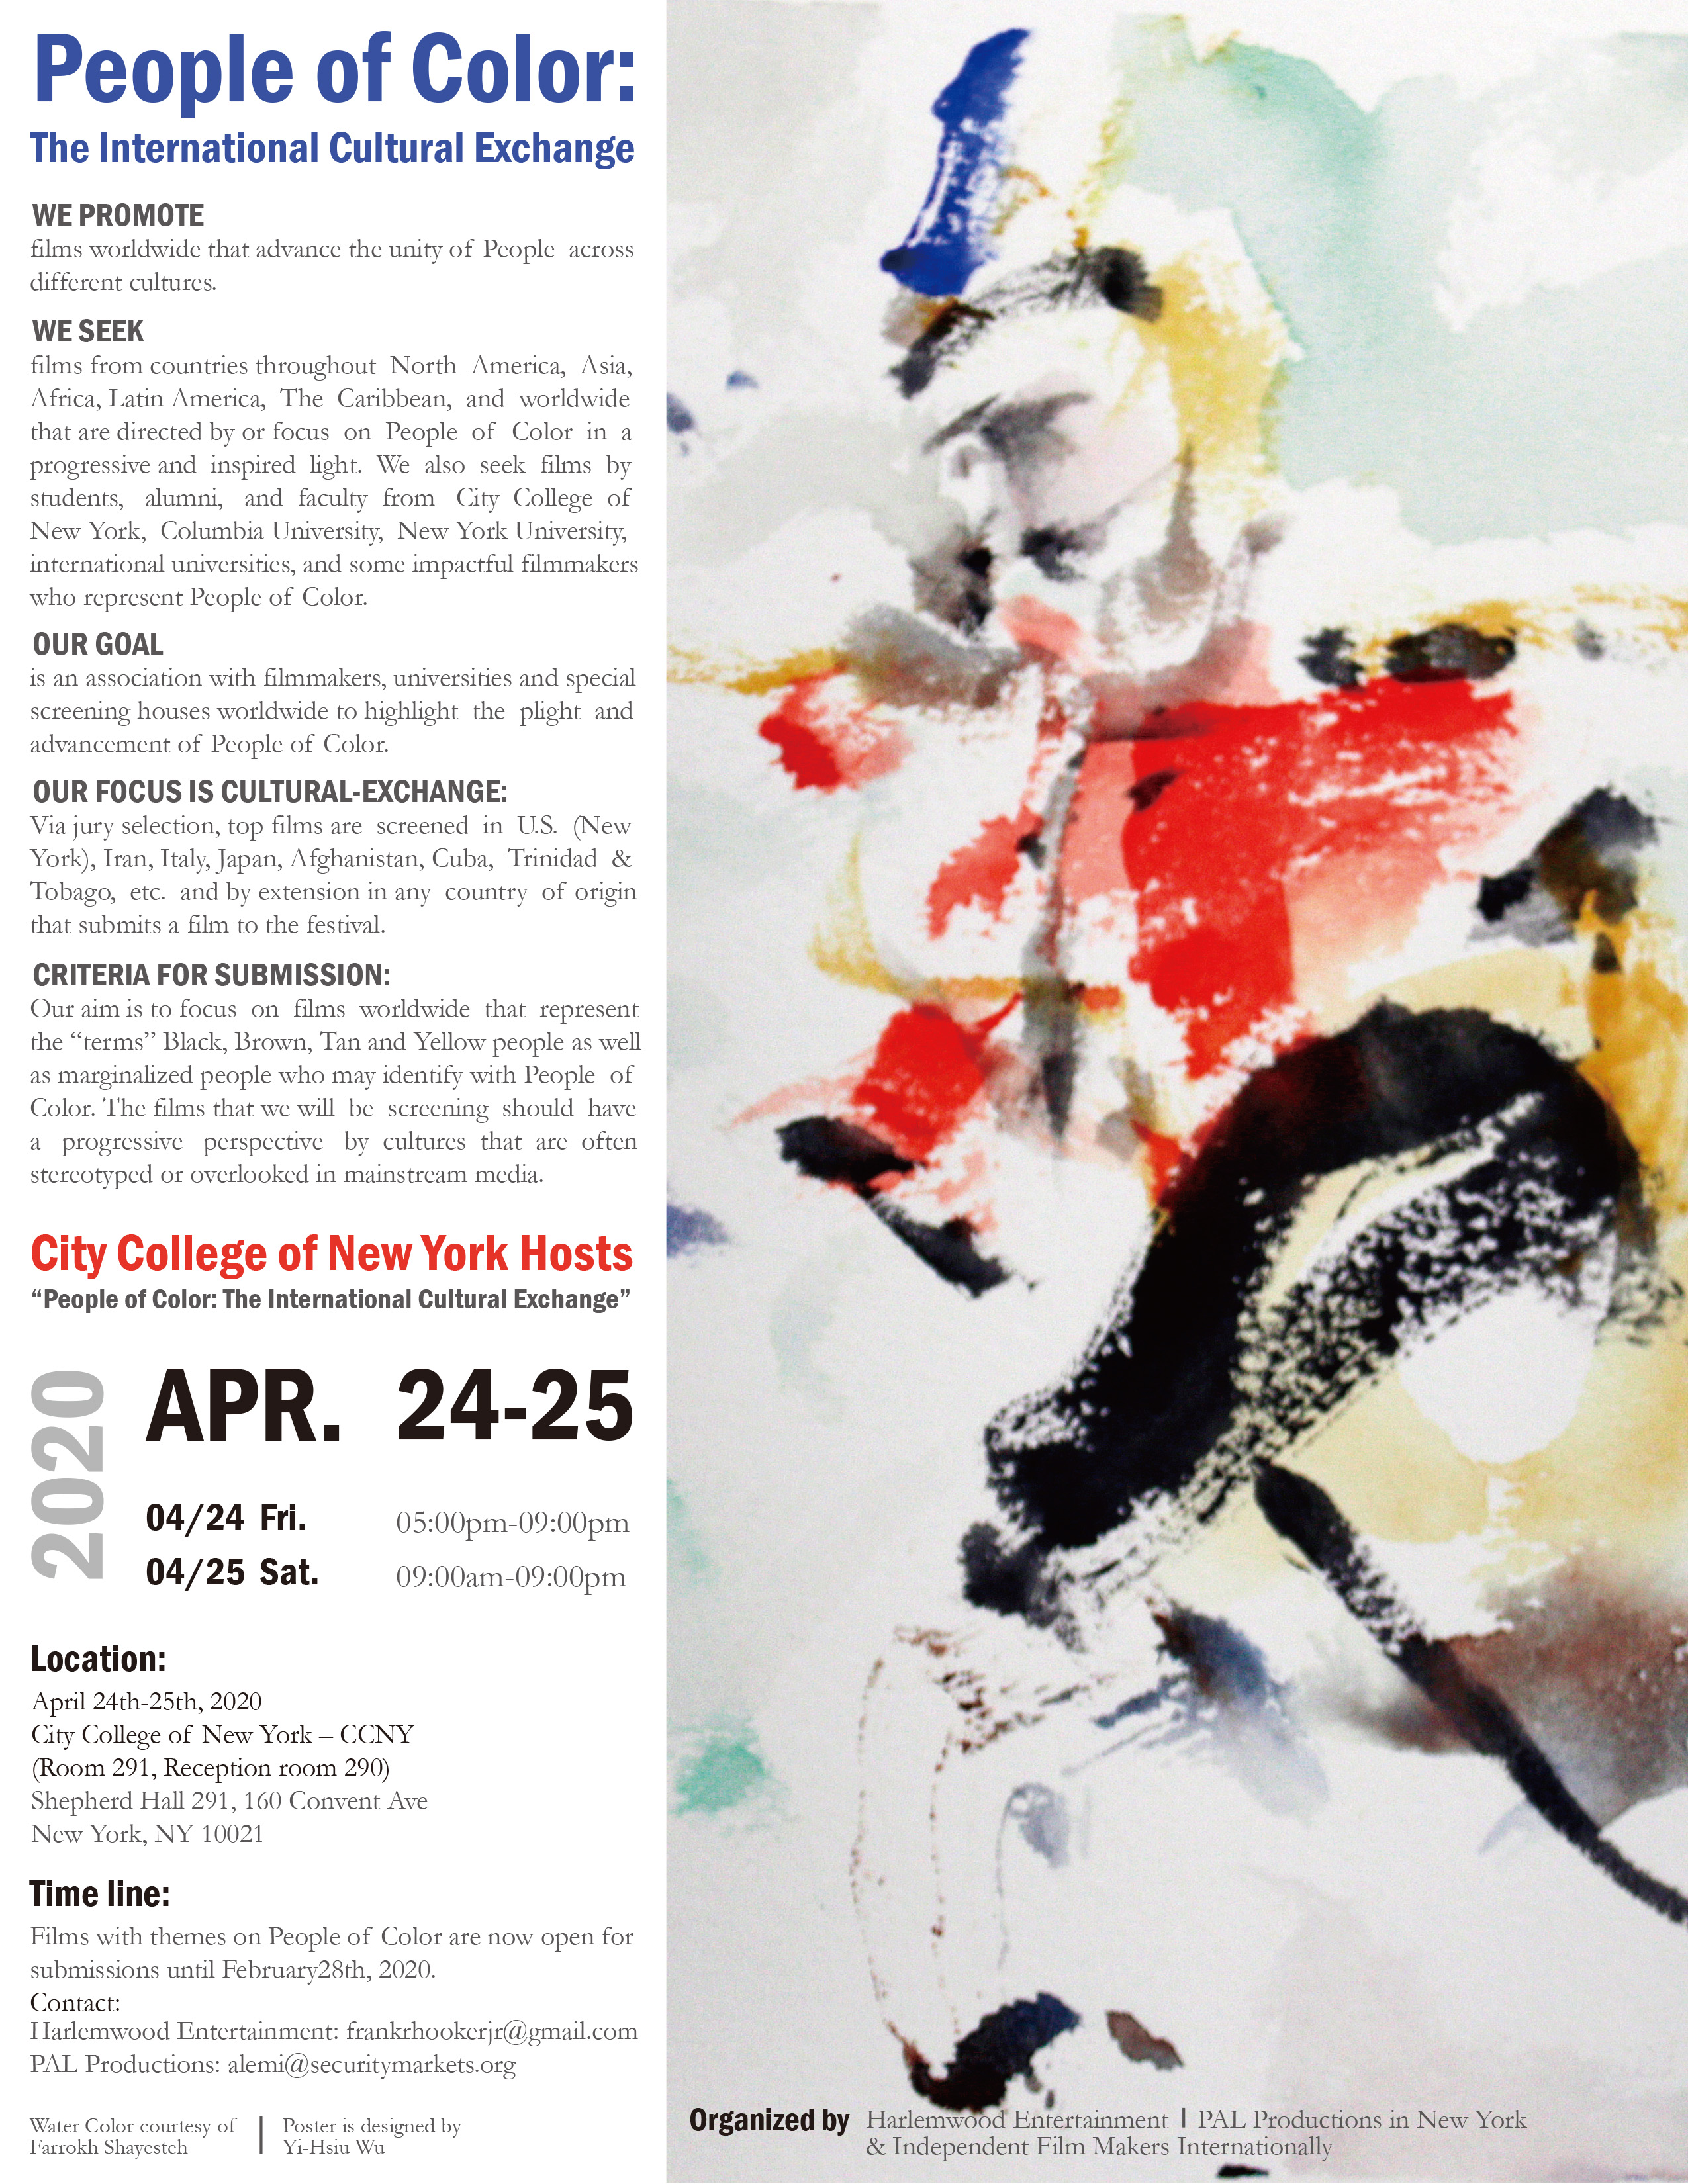 People of Color:
The International Cultural Exchange
WE PROMOTE
films worldwide that advance the unity of People across
different cultures.
WE SEEK
films from countries throughout North America, Asia,
Africa, Latin America, The Caribbean, and worldwide
that are directed by or focus on People of Color in a
progressive and inspired light. We also seek films by
students, alumni, and faculty from City College of
New York, Columbia University, New York University,
international universities, and some impactful filmmakers
who represent People of Color.
OUR GOAL
is an association with filmmakers, universities and special
screening houses worldwide to highlight the plight and
advancement of People of Color.
OUR FOCUS IS CULTURAL-EXCHANGE:
Via jury selection, top films are screened in U.S. (New
York), Iran, Italy, Japan, Afghanistan, Cuba, Trinidad &
Tobago, etc. and by extension in any country of origin
that submits a film to the festival.
CRITERIA FOR SUBMISSION:
Our aim is to focus on films worldwide that represent
the “terms” Black, Brown, Tan and Yellow people as well
as marginalized people who may identify with People of
Color. The films that we will be screening should have
a progressive perspective by cultures that are often
stereotyped or overlooked in mainstream media.
City College of New York Hosts
“People of Color: The International Cultural Exchange”
2020
APR. 24-25
04/24 Fri. 05:00pm-09:00pm
04/25 Sat. 09:00am-09:00pm
Location:
April 24th-25th, 2020
City College of New York – CCNY
(Room 291, Reception room 290)
Shepherd Hall 291, 160 Convent Ave
New York, NY 10021
Time line:
Films with themes on People of Color are now open for
submissions until February28th, 2020.
Contact:
Harlemwood Entertainment: frankrhookerjr@gmail.com
PAL Productions: alemi@securitymarkets.org
Water Color courtesy of
Farrokh Shayesteh
Poster is designed by
Yi-Hsiu Wu
Organized by Harlemwood Entertainment | PAL Productions in New York
& Independent Film Makers Internationally